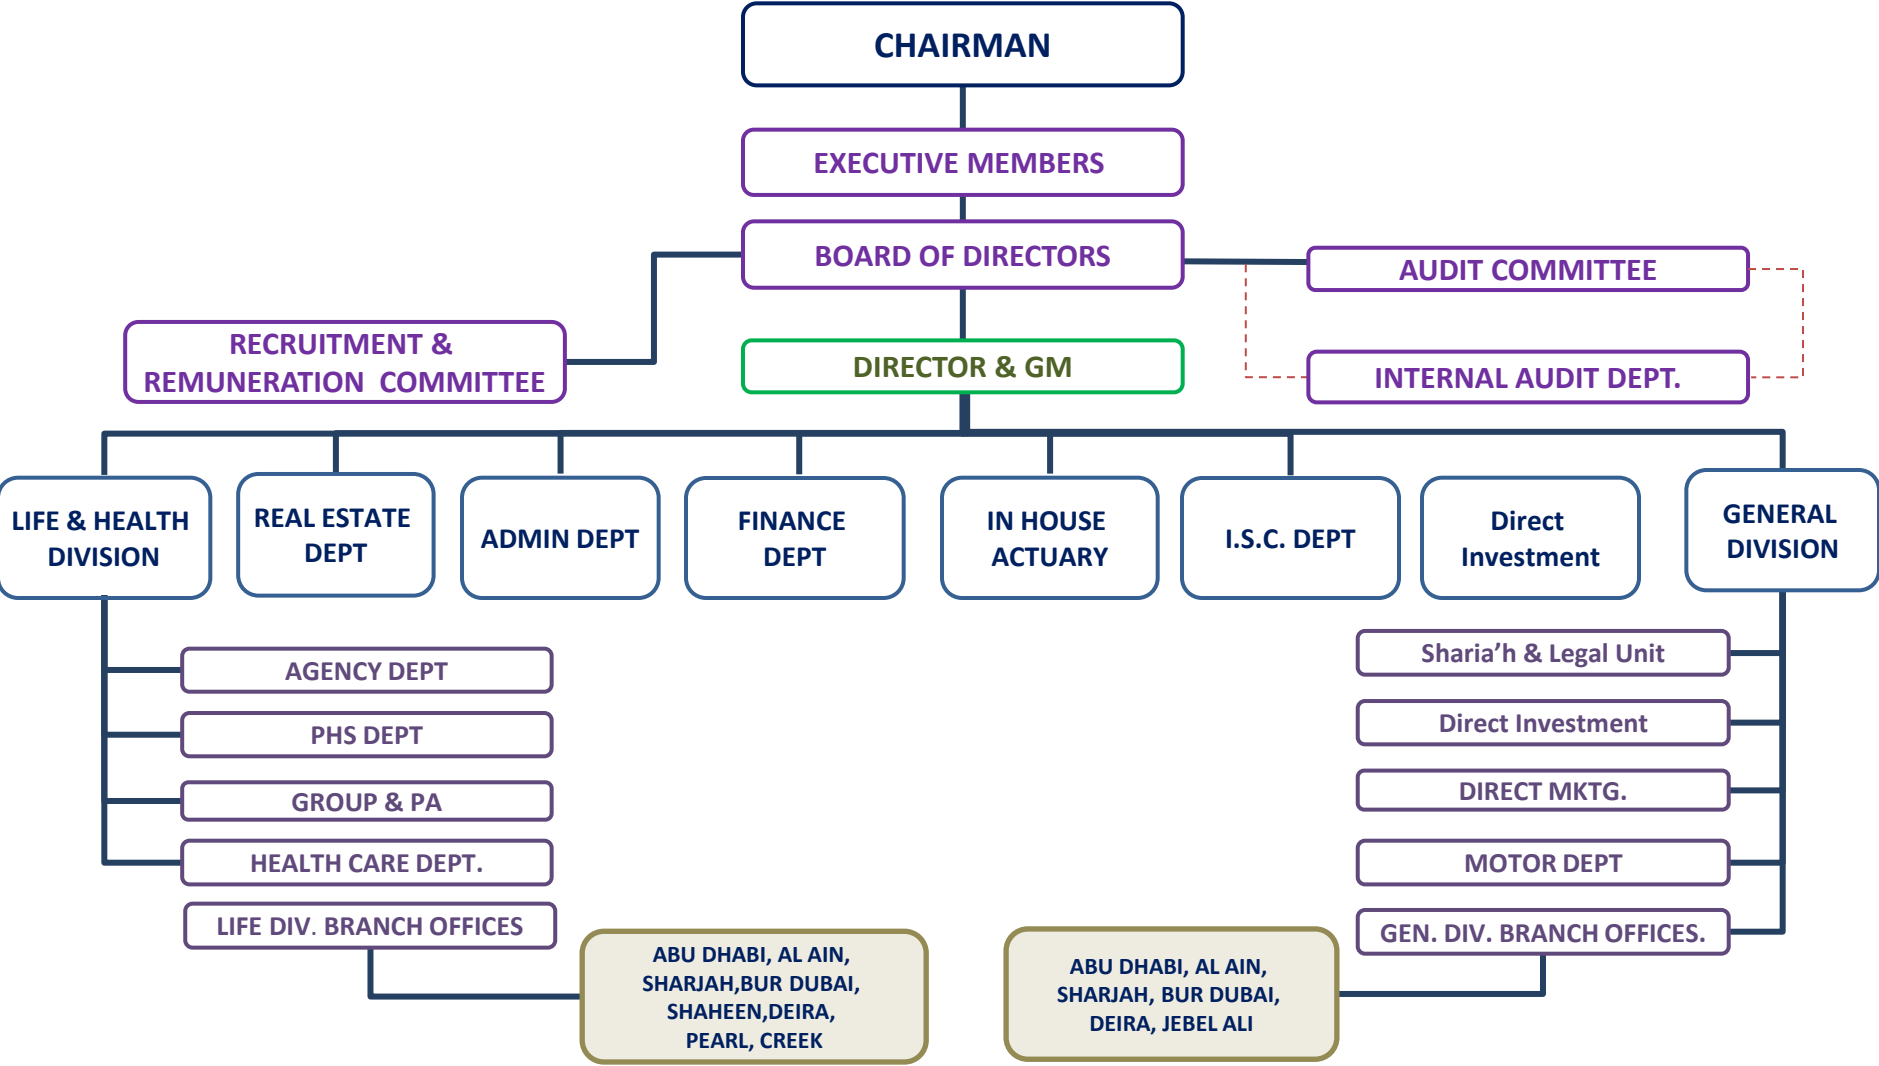 CHAIRMAN
EXECUTIVE MEMBERS
BOARD OF DIRECTORS
AUDIT COMMITTEE
RECRUITMENT &
REMUNERATION COMMITTEE
DIRECTOR & GM
INTERNAL AUDIT DEPT.
LIFE & HEALTH
DIVISION
REAL ESTATE
DEPT
ADMIN DEPT
FINANCE
DEPT
IN HOUSE
ACTUARY
I.S.C. DEPT
Direct
Investment
GENERAL
DIVISION
AGENCY DEPT
PHS DEPT
GROUP & PA
HEALTH CARE DEPT.
LIFE DIV. BRANCH OFFICES
ABU DHABI, AL AIN,
SHARJAH,BUR DUBAI,
SHAHEEN,DEIRA,
PEARL, CREEK
Sharia’h & Legal Unit
Direct Investment
DIRECT MKTG.
MOTOR DEPT
GEN. DIV. BRANCH OFFICES.
ABU DHABI, AL AIN,
SHARJAH, BUR DUBAI,
DEIRA, JEBEL ALI